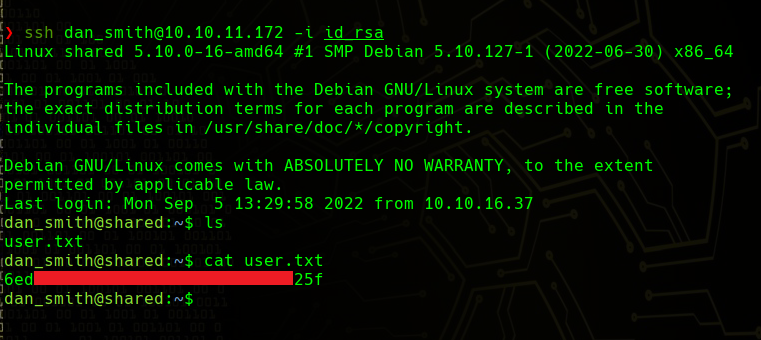 ❯ ssh dan_smith@10.10.11.172 -i id_rsa
Linux shared 5.10.0-16-amd64 #1 SMP Debian 5.10.127-1 (2022-06-30) x86_64
The programs included with the Debian GNU/Linux system are free software;
the exact distribution terms for each program are described in the
individual files in /usr/share/doc/*/copyright.
Debian GNU/Linux comes with ABSOLUTELY NO WARRANTY, to the extent
permitted by applicable law.
Last login: Mon Sep  5 13:29:58 2022 from 10.10.16.37
dan_smith@shared:~$ ls
user.txt
dan_smith@shared:~$ cat user.txt
6ed 25f
dan_smith@shared:~$